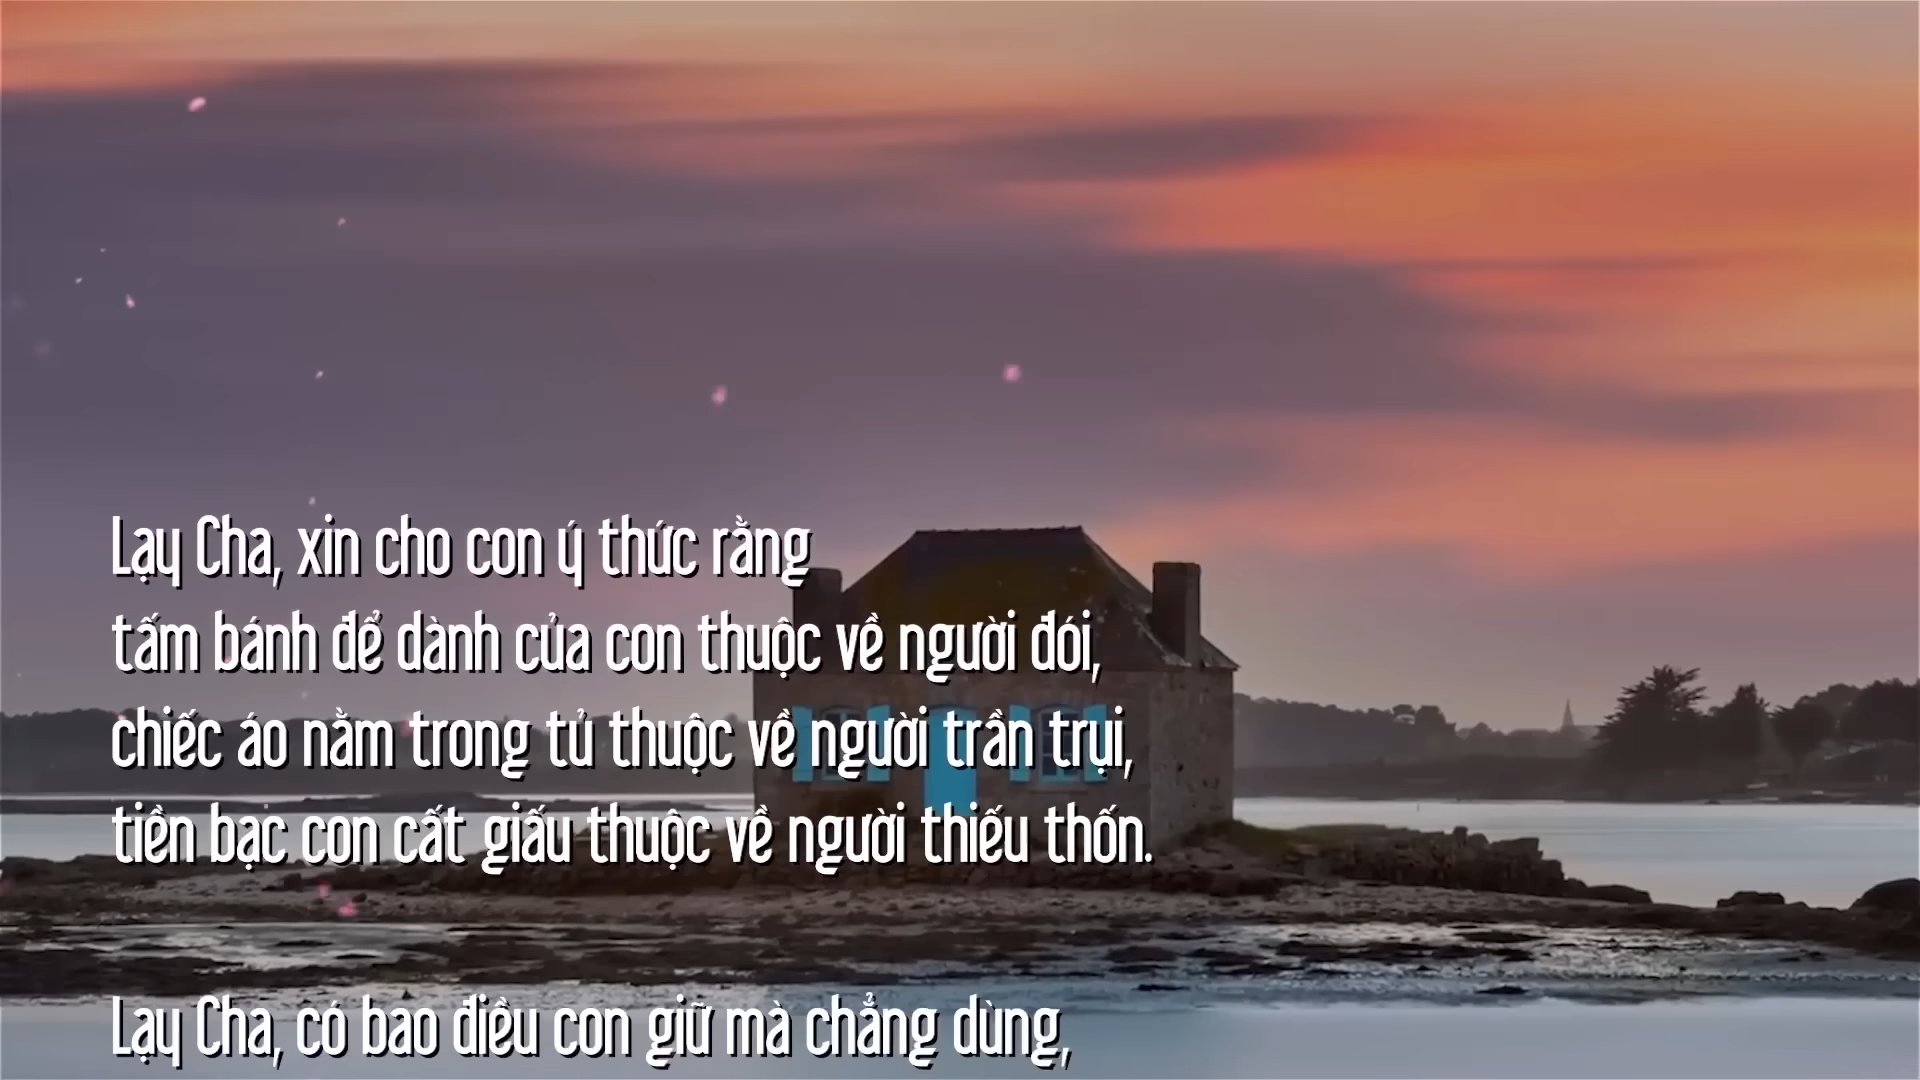 Lạy Cha, xin cho con ý thức rằng
tấm bánh để dành của con thuộc về người đói,
chiếc áo nằm trong tủ thuộc về người trần trụi,
tiền bạc con cất giấu thuộc về người thiếu thốn.
Lạy Cha, có bao điều con giữ mà chẳng dùng,